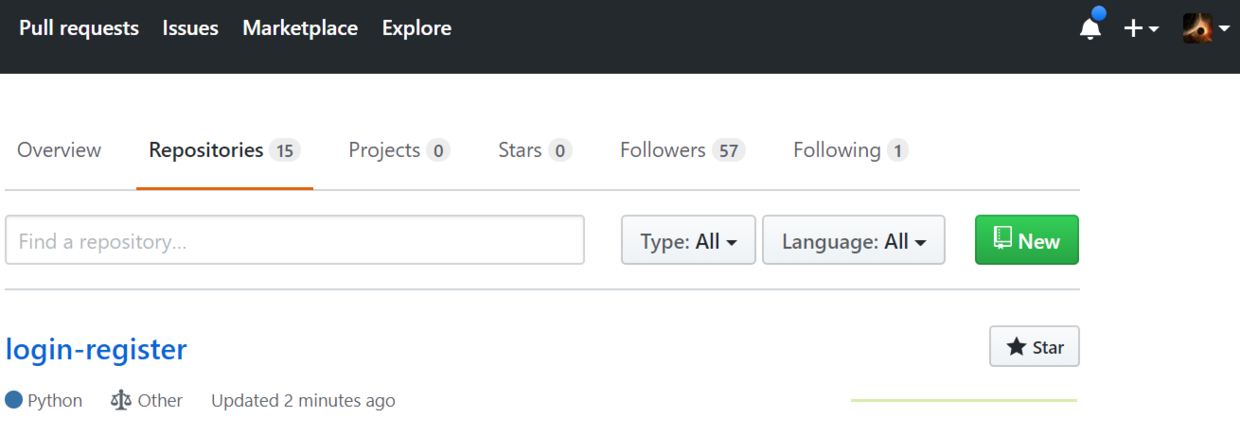 Pull requests Issues Marketplace Explore
Overview Repositories 15 Projects 0 Stars 0 Followers 57 Following 1
Find a repository... Type: All Language: All New
login-register Star
Python Other Updated 2 minutes ago